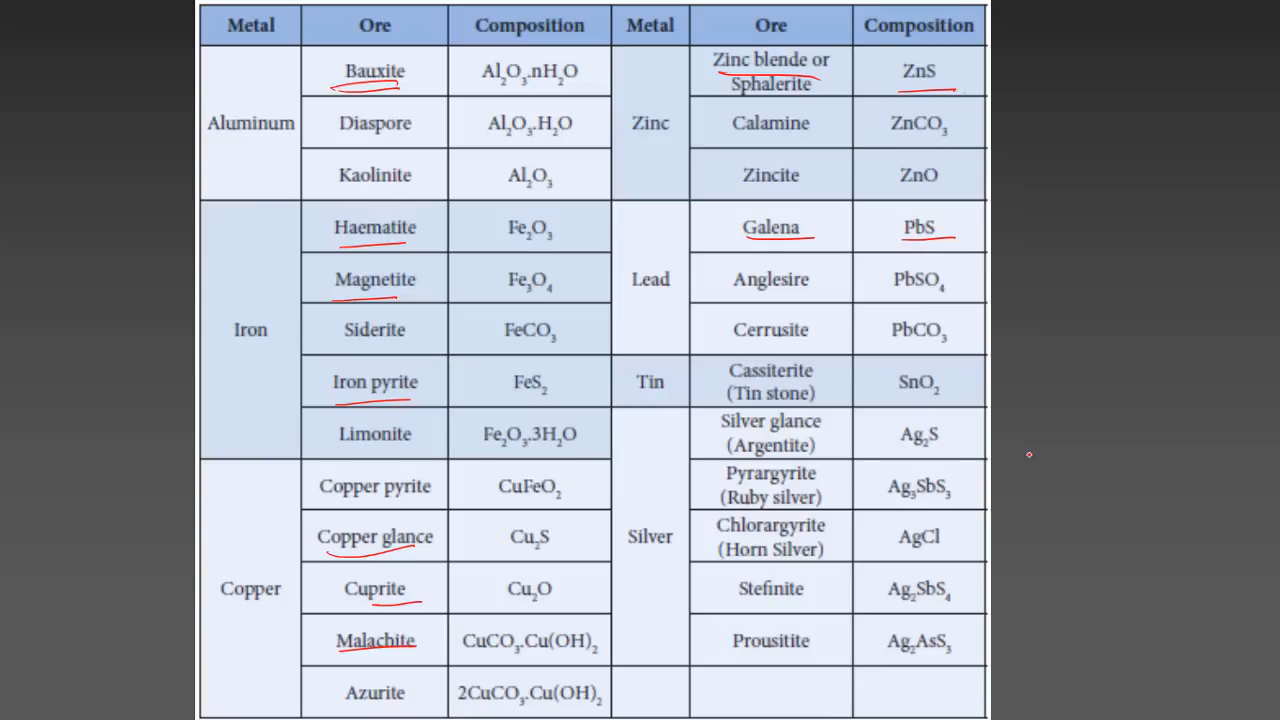 Metal Ore Composition Metal Ore Composition
Aluminum
Bauxite Al₂O₃.nH₂O
Diaspore Al₂O₃.H₂O
Kaolinite Al₂O₃
Iron
Haematite Fe₂O₃
Magnetite Fe₃O₄
Siderite FeCO₃
Iron pyrite FeS₂
Limonite Fe₂O₃.3H₂O
Copper
Copper pyrite CuFeO₂
Copper glance Cu₂S
Cuprite Cu₂O
Malachite CuCO₃.Cu(OH)₂
Azurite 2CuCO₃.Cu(OH)₂
Zinc
Zinc blende or
Sphalerite ZnS
Calamine ZnCO₃
Zincite ZnO
Lead
Galena PbS
Anglesire PbSO₄
Cerrusite PbCO₃
Tin
Cassiterite
(Tin stone) SnO₂
Silver
Silver glance
(Argentite) Ag₂S
Pyrargyrite
(Ruby silver) Ag₃SbS₃
Chlorargyrite
(Horn Silver) AgCl
Stefinite Ag₂SbS₄
Prousitite Ag₂AsS₃